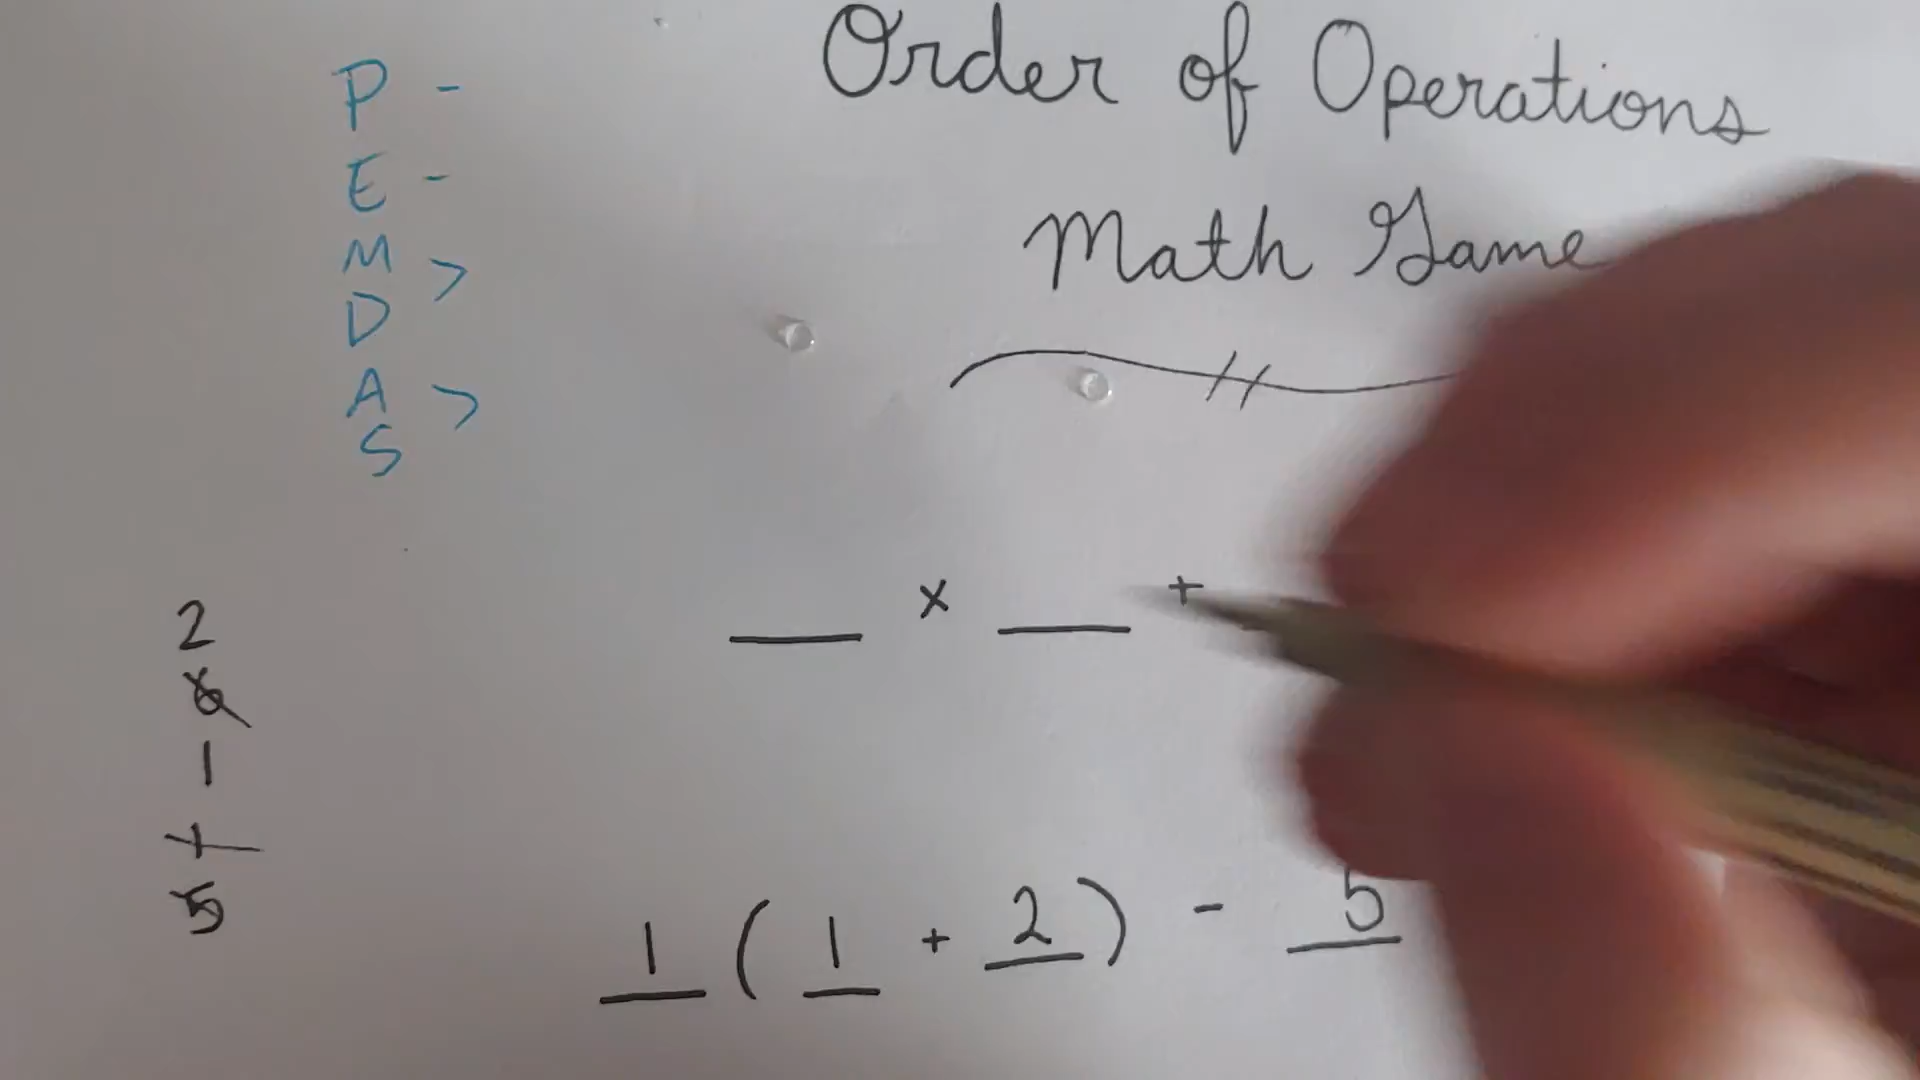 Order of Operations
Math Game
P -
E -
M >
D
A >
S
__ × __ +
2
1
5
1 ( 1 + 2 ) - 5